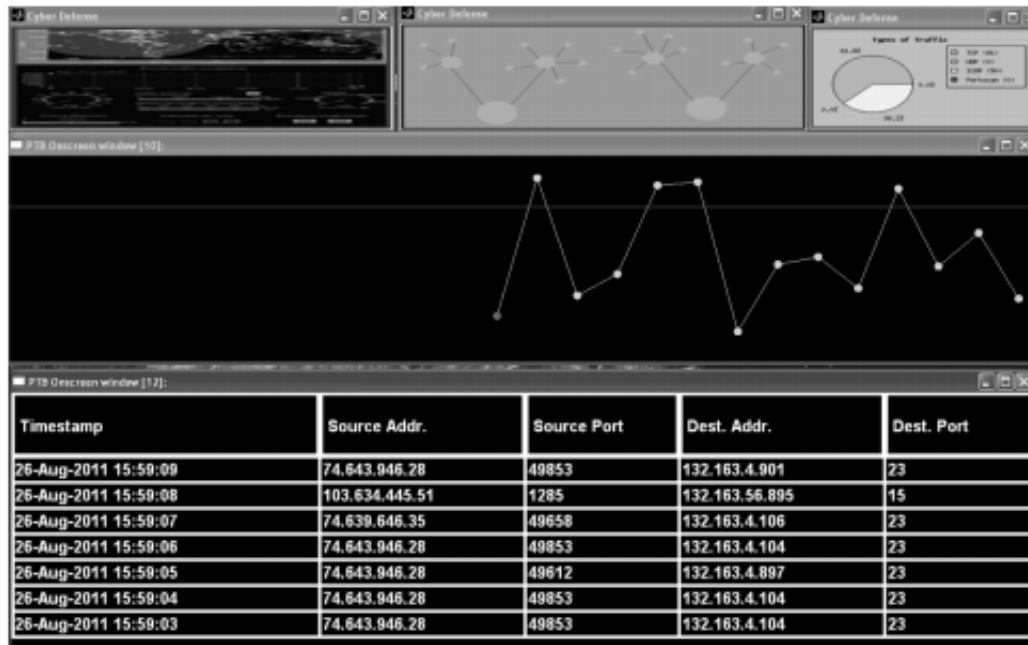 Cyber Defense
Cyber Defense
Cyber Defense
types of traffic
PTB Onscreen window [10]:
PTB Onscreen window [12]:
Timestamp Source Addr. Source Port Dest. Addr. Dest. Port
26-Aug-2011 15:59:09 74.643.946.28 49853 132.163.4.901 23
26-Aug-2011 15:59:08 103.634.445.51 1285 132.163.56.895 15
26-Aug-2011 15:59:07 74.639.646.35 49658 132.163.4.106 23
26-Aug-2011 15:59:06 74.643.946.28 49853 132.163.4.104 23
26-Aug-2011 15:59:05 74.643.946.28 49612 132.163.4.897 23
26-Aug-2011 15:59:04 74.643.946.28 49853 132.163.4.104 23
26-Aug-2011 15:59:03 74.643.946.28 49853 132.163.4.104 23